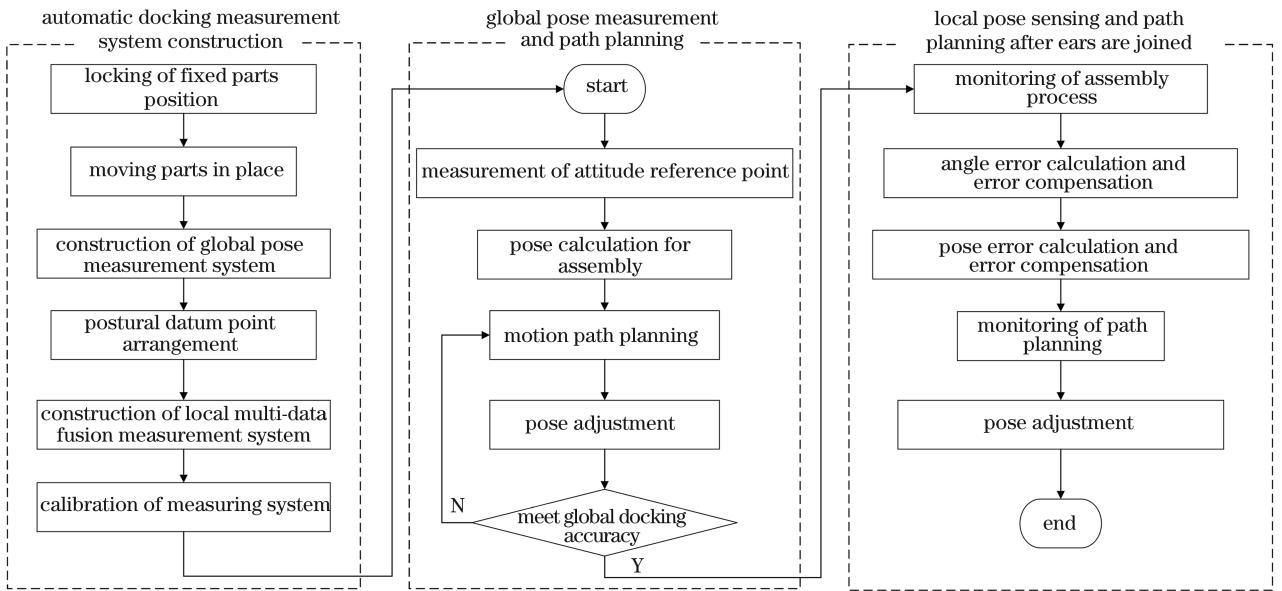 automatic docking measurement
system construction
locking of fixed parts
position
moving parts in place
construction of global pose
measurement system
postural datum point
arrangement
construction of local multi-data
fusion measurement system
calibration of measuring system
global pose measurement
and path planning
start
measurement of attitude reference point
pose calculation for
assembly
motion path planning
pose adjustment
N
meet global docking
accuracy
Y
local pose sensing and path
planning after ears are joined
monitoring of assembly
process
angle error calculation and
error compensation
pose error calculation and
error compensation
monitoring of path
planning
pose adjustment
end